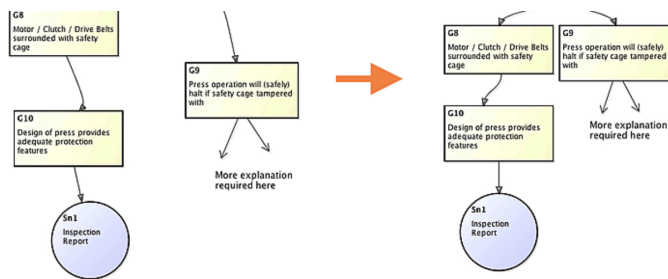 G8
Motor / Clutch / Drive Belts
surrounded with safety
cage
G9
Press operation will (safely)
halt if safety cage tampered
with
G10
Design of press provides
adequate protection
features
More explanation
required here
Sn1
Inspection
Report
G8
Motor / Clutch / Drive Belts
surrounded with safety
cage
G9
Press operation will (safely)
halt if safety cage tampered
with
G10
Design of press provides
adequate protection
features
More explanation
required here
Sn1
Inspection
Report